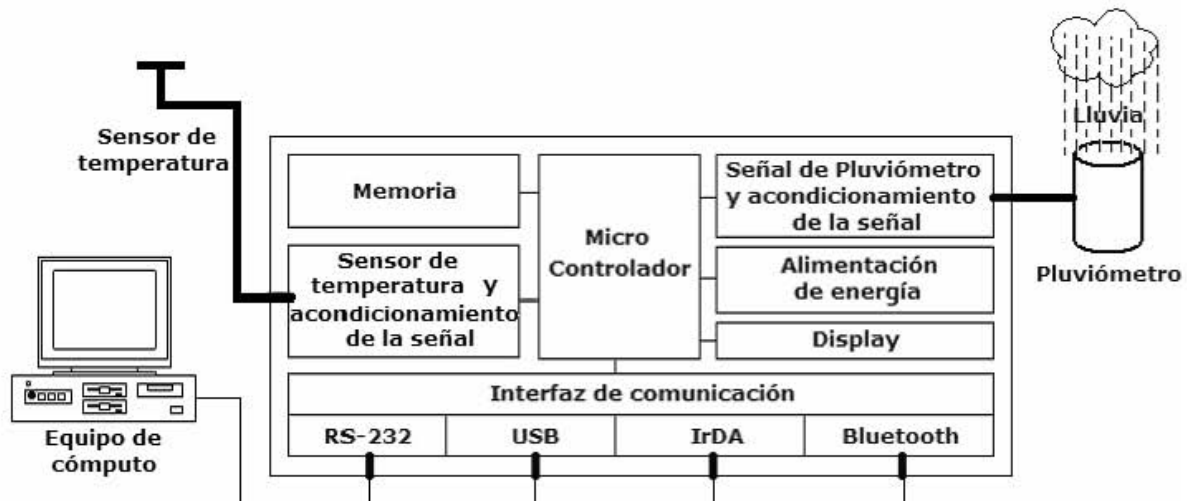 Lluvia
Sensor de
temperatura
Memoria
Micro
Controlador
Señal de Pluviómetro
y acondicionamiento
de la señal
Sensor de
temperatura y
acondicionamiento
de la señal
Alimentación
de energía
Pluviómetro
Display
Interfaz de comunicación
RS-232
USB
IrDA
Bluetooth
Equipo de
cómputo